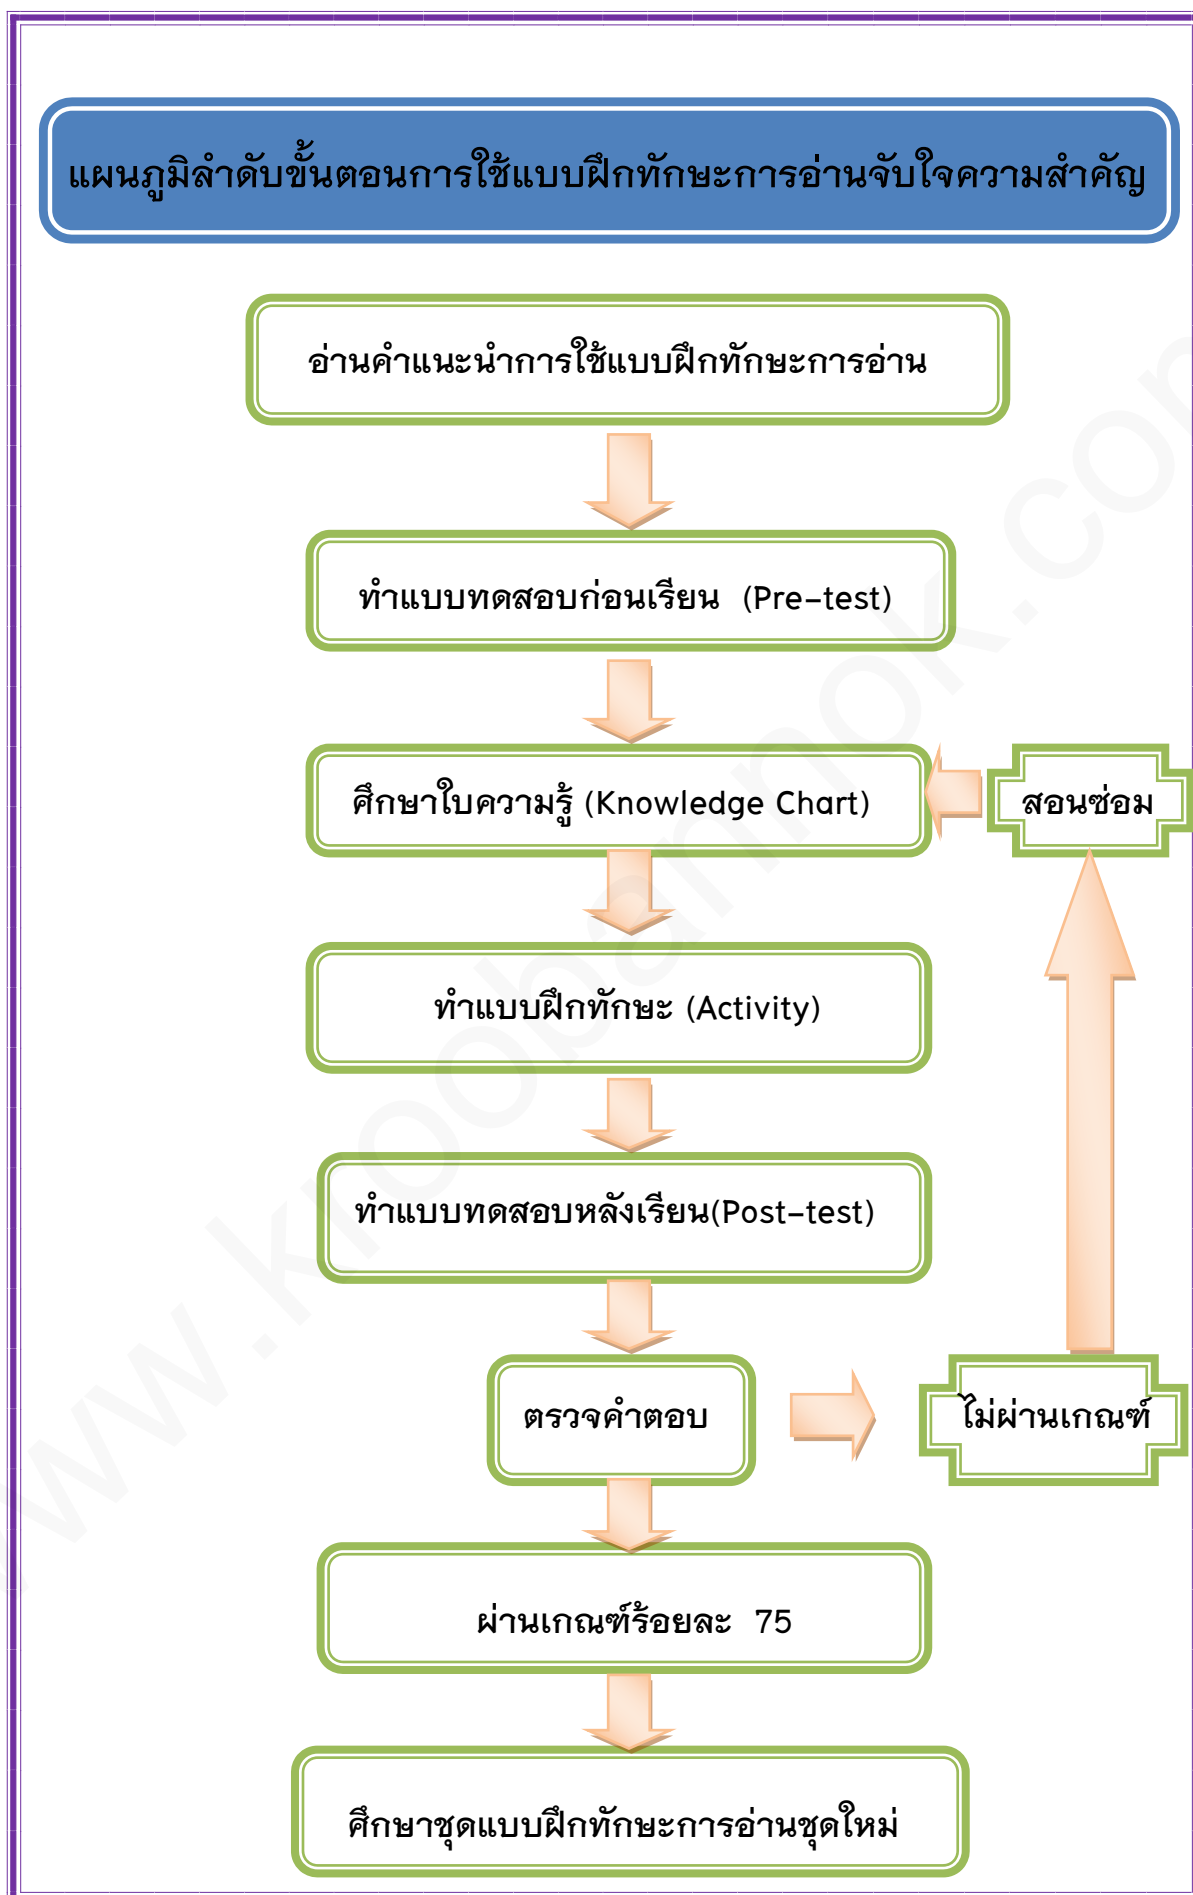 แผนภูมิลำดับขั้นตอนการใช้แบบฝึกทักษะการอ่านจับใจความสำคัญ
อ่านคำแนะนำการใช้แบบฝึกทักษะการอ่าน
ทำแบบทดสอบก่อนเรียน (Pre-test)
ศึกษาใบความรู้ (Knowledge Chart)
สอนซ่อม
ทำแบบฝึกทักษะ (Activity)
ทำแบบทดสอบหลังเรียน(Post-test)
ตรวจคำตอบ
ไม่ผ่านเกณฑ์
ผ่านเกณฑ์ร้อยละ 75
ศึกษาชุดแบบฝึกทักษะการอ่านชุดใหม่
www.kroobannok.com